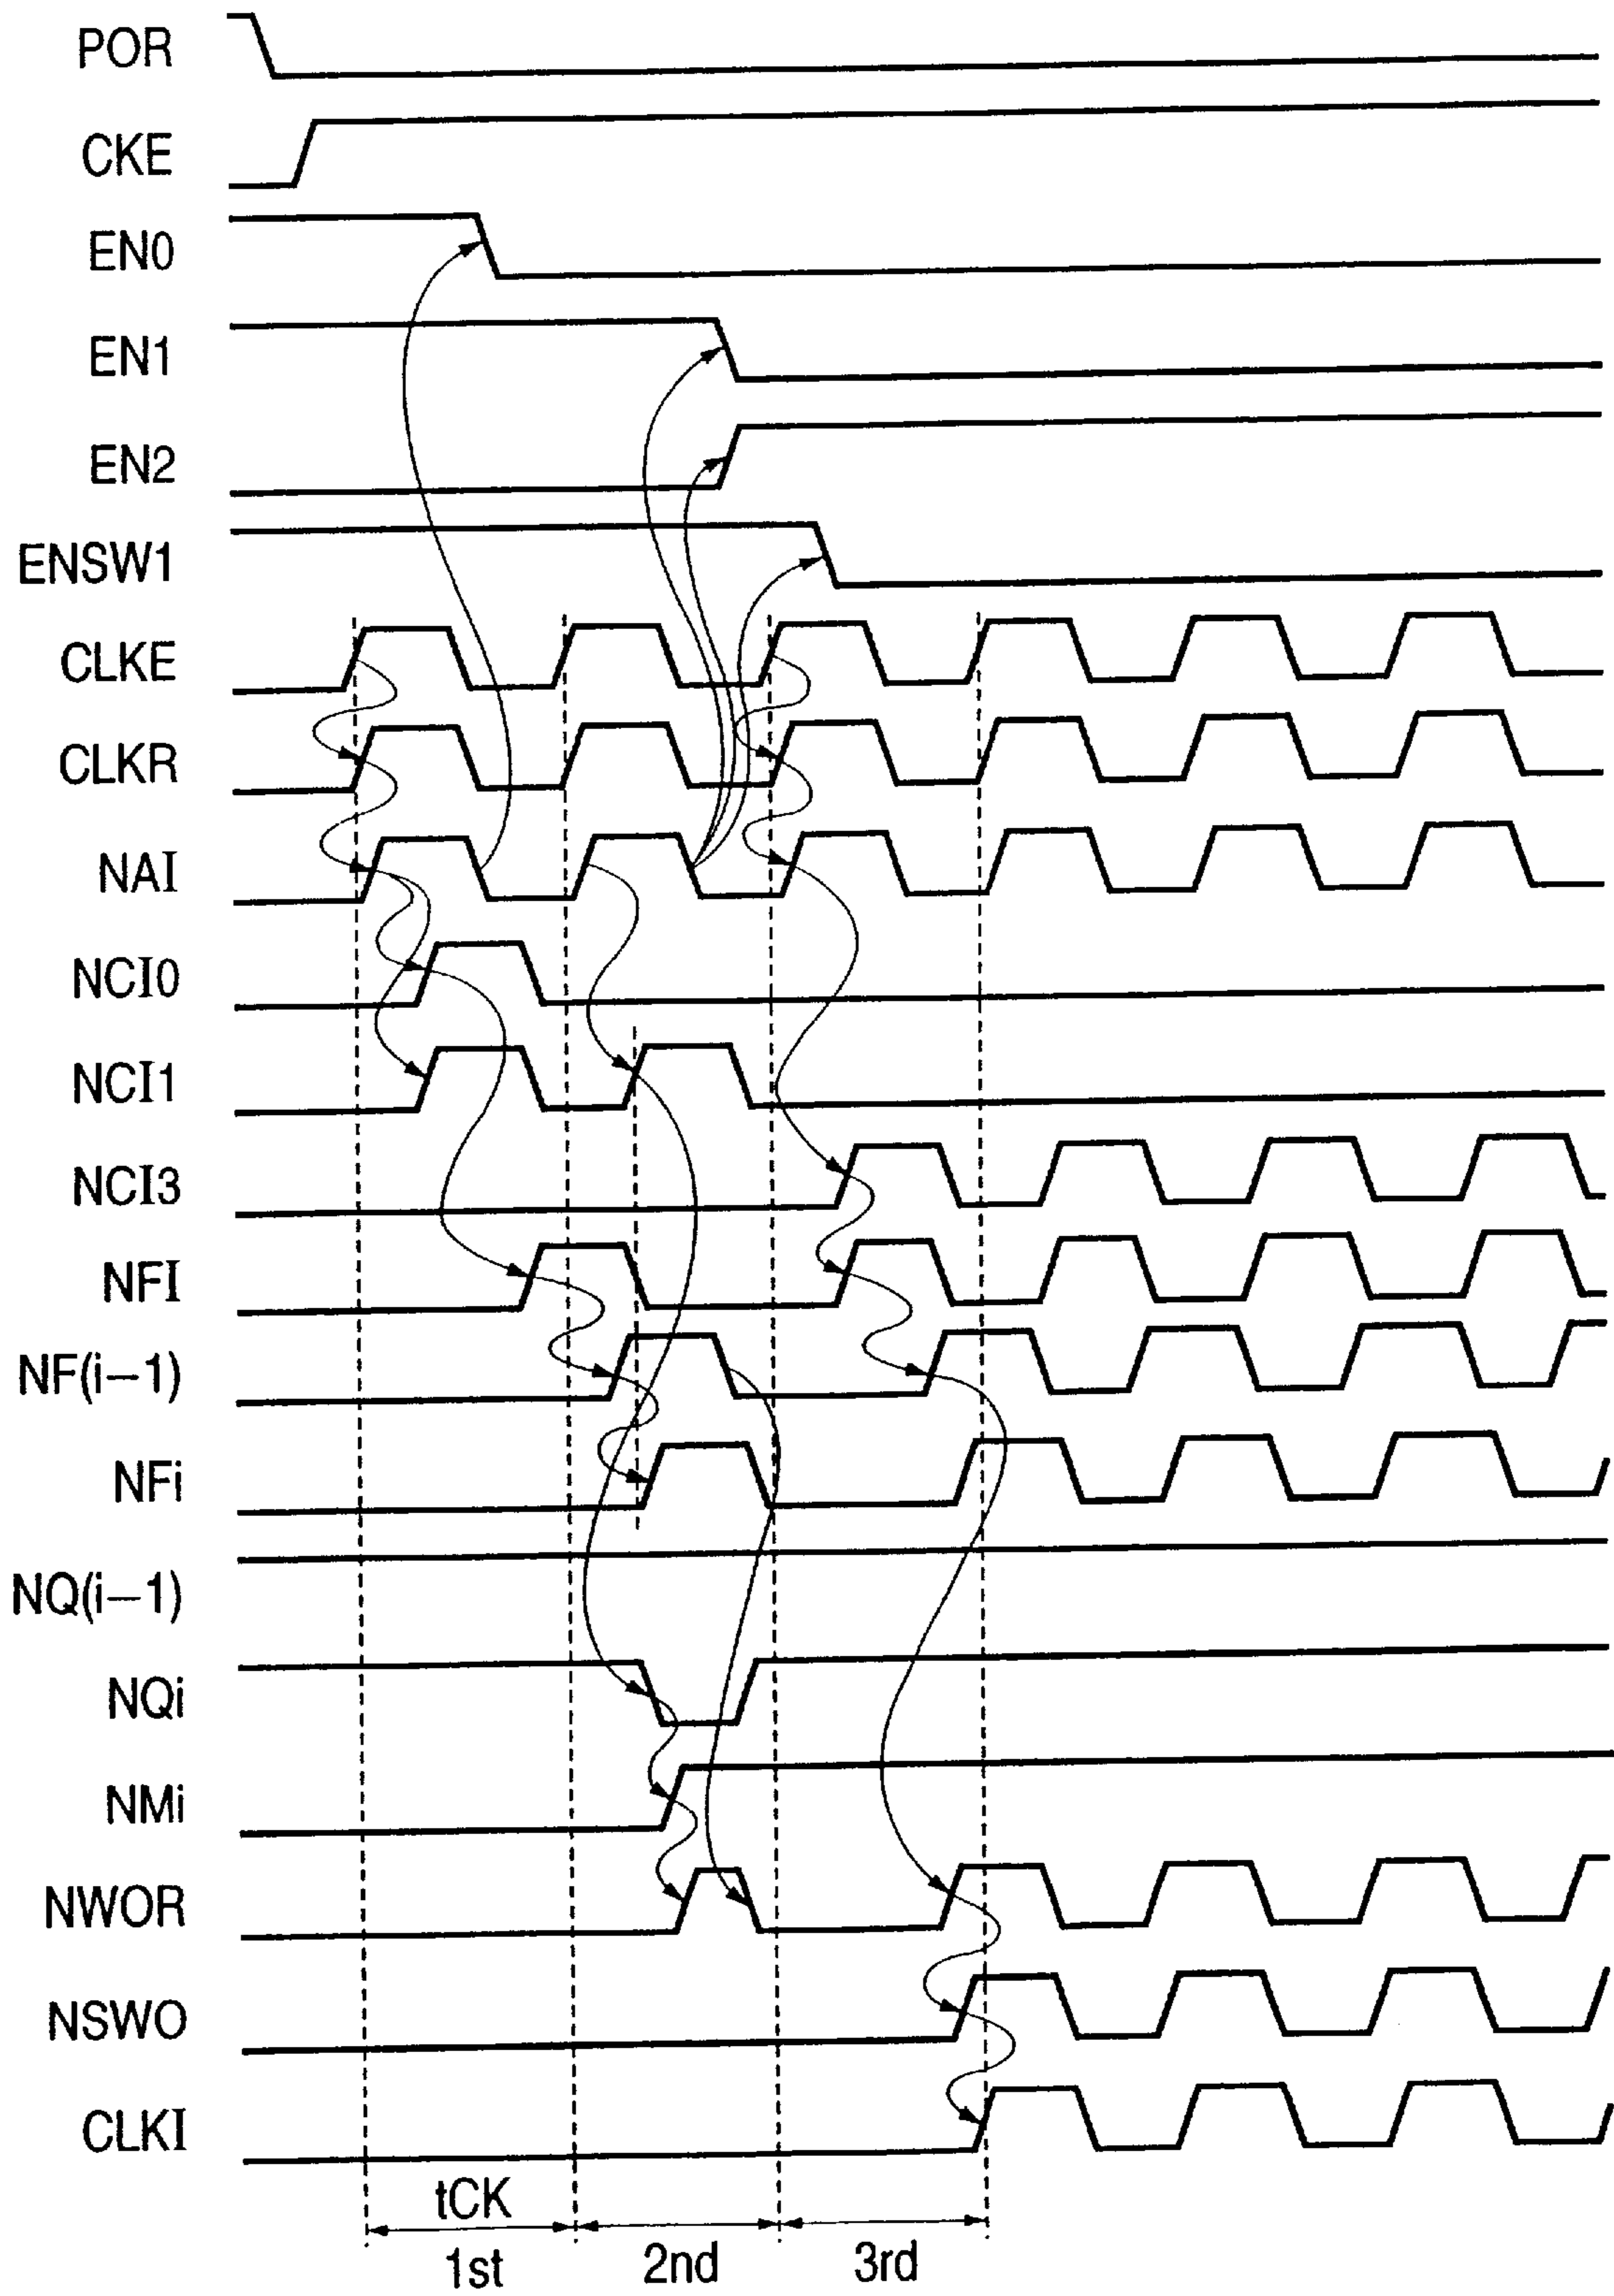 POR
CKE
EN0
EN1
EN2
ENSW1
CLKE
CLKR
NAI
NCI0
NCI1
NCI3
NFI
NF(i–1)
NFi
NQ(i–1)
NQi
NMi
NWOR
NSWO
CLKI
tCK
1st
2nd
3rd